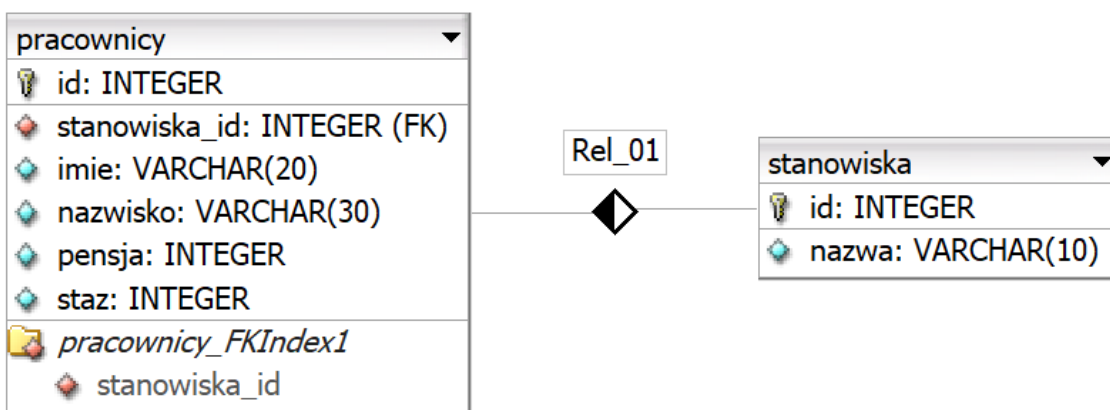 pracownicy
id: INTEGER
stanowiska_id: INTEGER (FK)
imie: VARCHAR(20)
nazwisko: VARCHAR(30)
pensja: INTEGER
staz: INTEGER
pracownicy_FKIndex1
stanowiska_id
Rel_01
stanowiska
id: INTEGER
nazwa: VARCHAR(10)